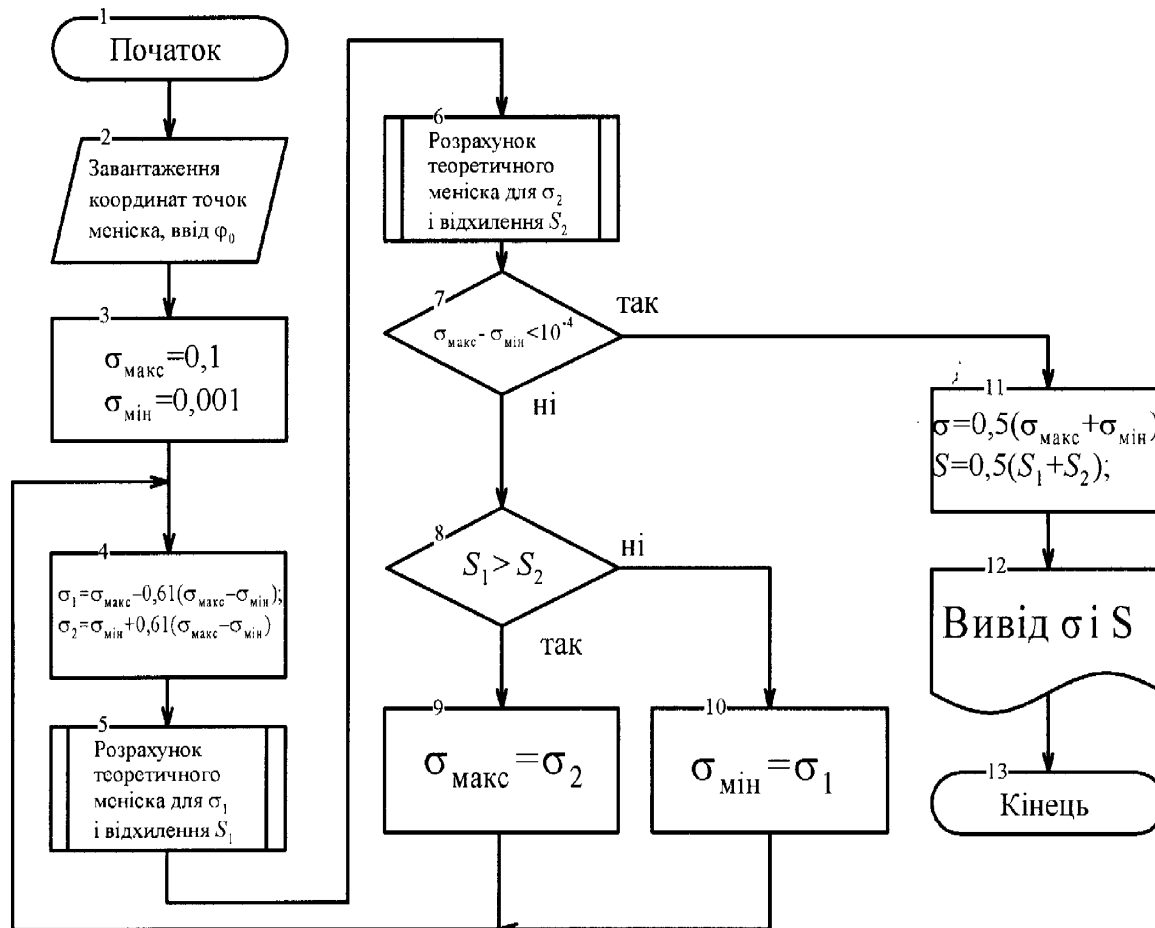 1
Початок
2
Завантаження
координат точок
меніска, ввід φ₀
3
σмакс=0,1
σмін=0,001
4
σ₁=σмакс−0,61(σмакс−σмін);
σ₂=σмін+0,61(σмакс−σмін)
5
Розрахунок
теоретичного
меніска для σ₁
і відхилення S₁
6
Розрахунок
теоретичного
меніска для σ₂
і відхилення S₂
7
σмакс- σмін<10⁻⁴
так
ні
8
S₁> S₂
ні
так
9
σмакс=σ₂
10
σмін=σ₁
11
σ=0,5(σмакс+σмін)
S=0,5(S₁+S₂);
12
Вивід σ і S
13
Кінець